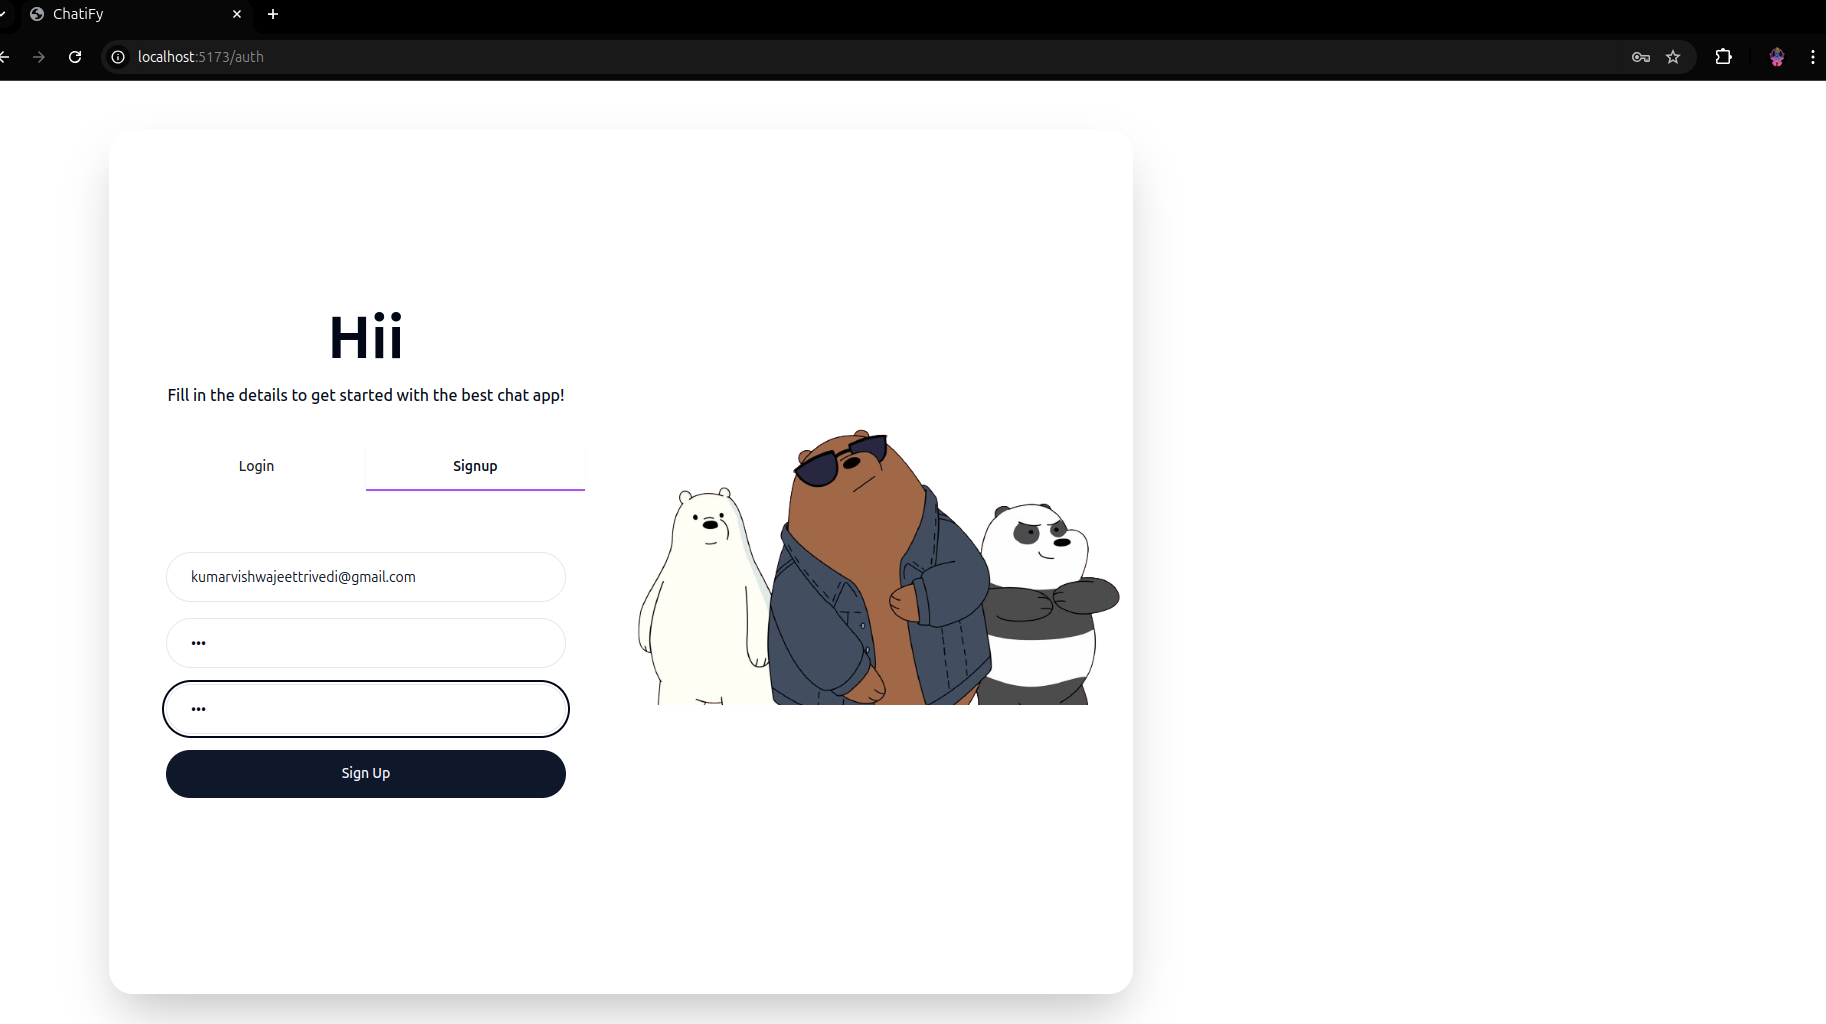 ChatiFy
localhost:5173/auth
Hii
Fill in the details to get started with the best chat app!
Login Signup
kumarvishwajeettrivedi@gmail.com
•••
•••
Sign Up